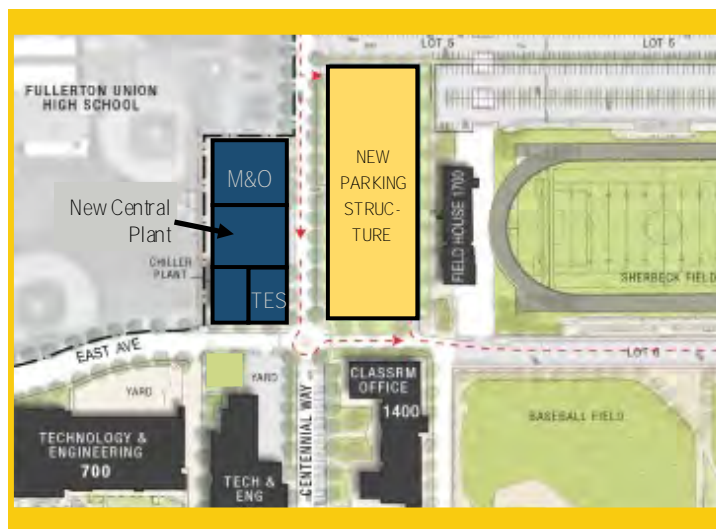 LOT 5
LOT 5
FULLERTON UNION
HIGH SCHOOL
M&O
NEW
PARKING
STRUC-
TURE
New Central
Plant
FIELD HOUSE 1700
CHILLER
PLANT
TES
SHERBECK FIELD
EAST AVE
LOT 6
YARD
YARD
CENTENNIAL WAY
CLASSRM
OFFICE
1400
BASEBALL FIELD
TECHNOLOGY &
ENGINEERING
700
TECH &
ENG